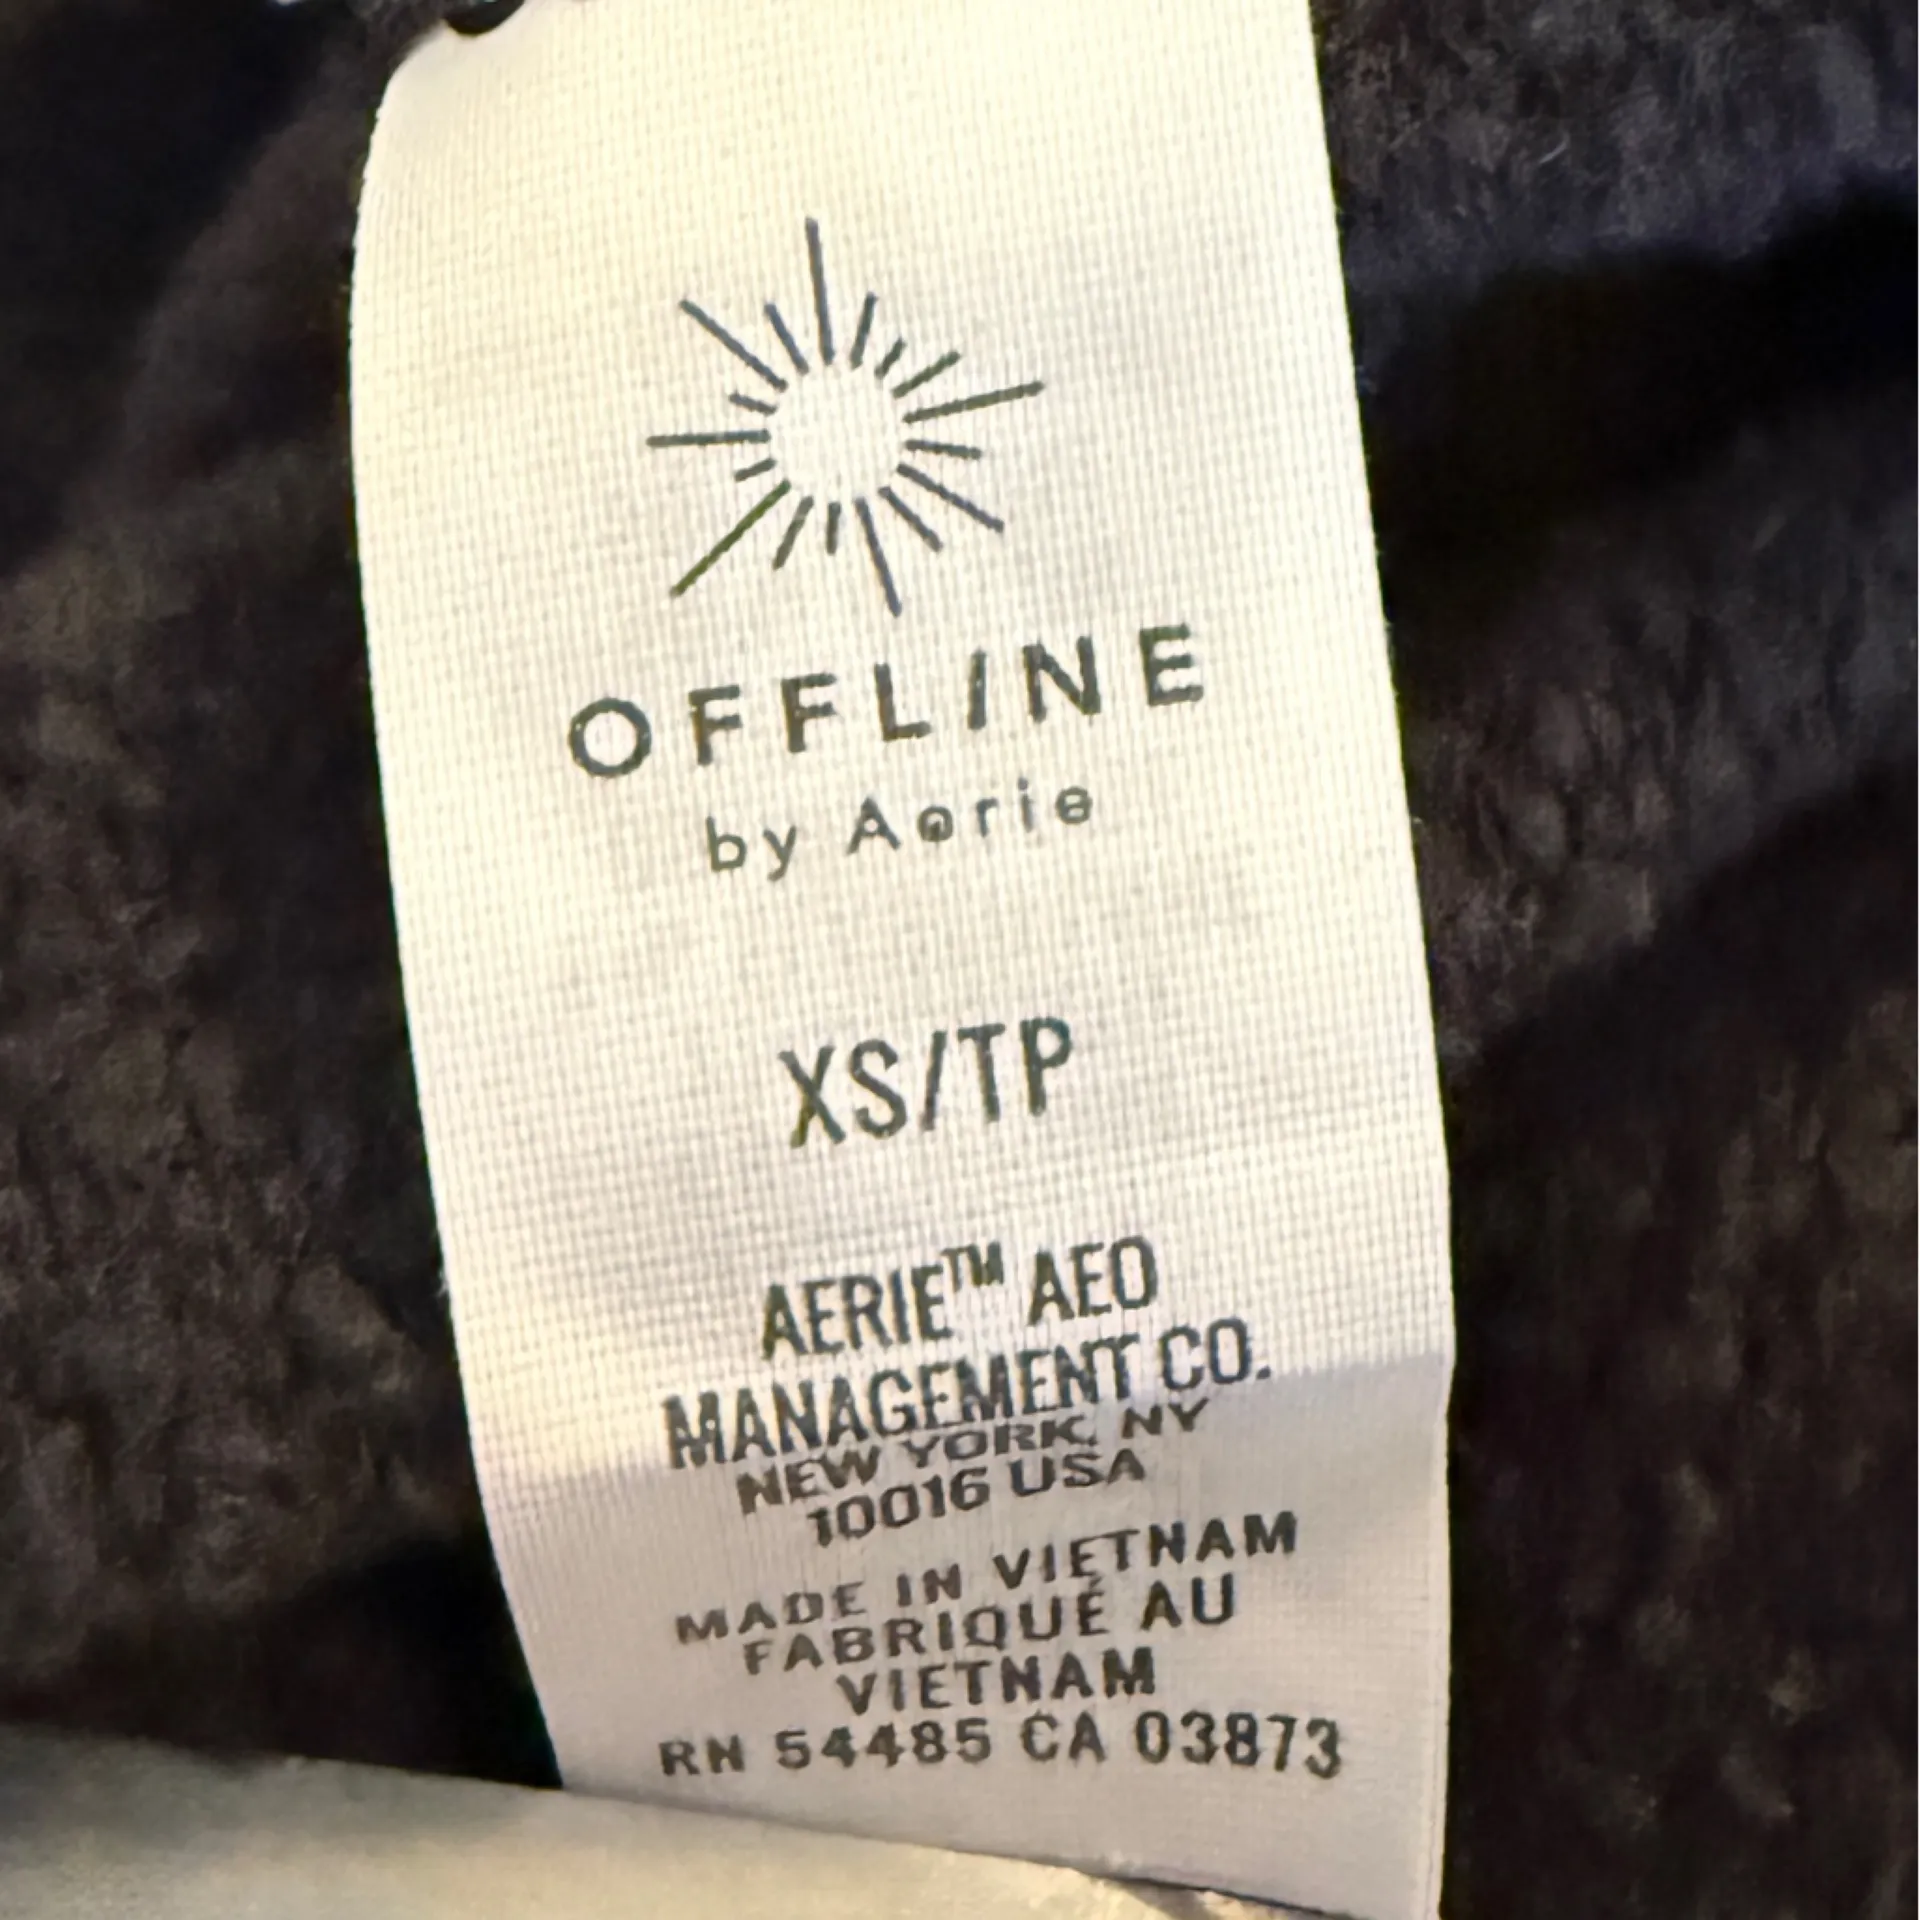 OFFLINE
by Aerie
XS/TP
AERIE™ AEO
MANAGEMENT CO.
NEW YORK, NY
10016 USA
MADE IN VIETNAM
FABRIQUÉ AU
VIETNAM
RN 54485 CA 03873